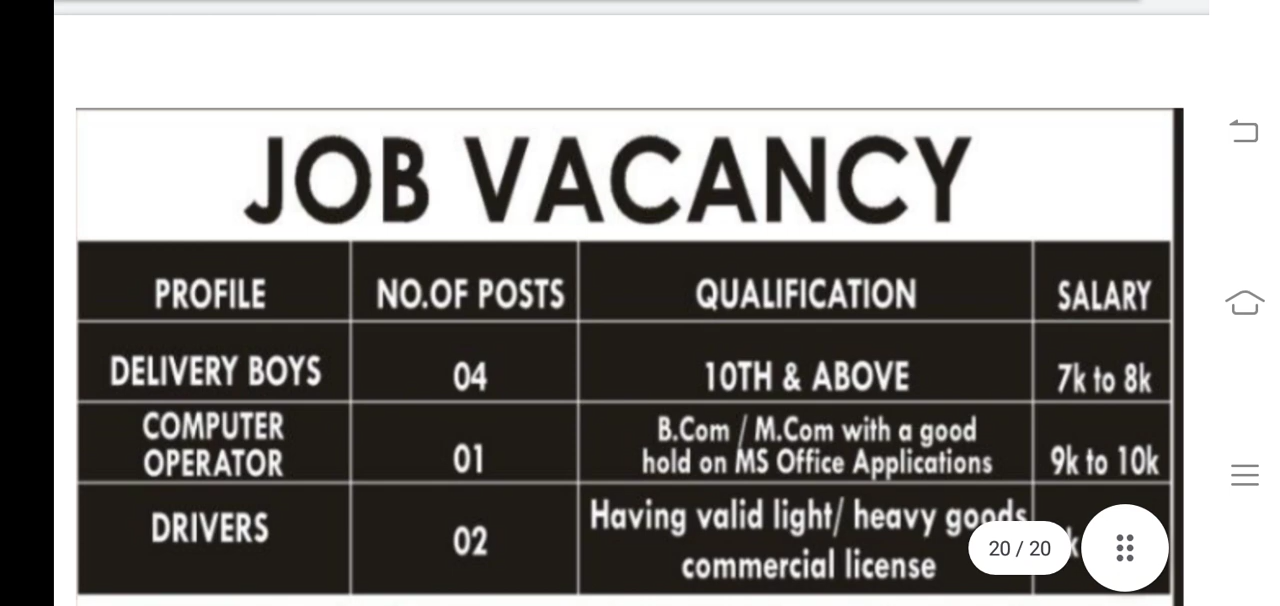 JOB VACANCY
PROFILE NO.OF POSTS QUALIFICATION SALARY
DELIVERY BOYS 04 10TH & ABOVE 7k to 8k
COMPUTER
OPERATOR
01
B.Com / M.Com with a good
hold on MS Office Applications
9k to 10k
DRIVERS
02
Having valid light/ heavy goods
commercial license
20 / 20